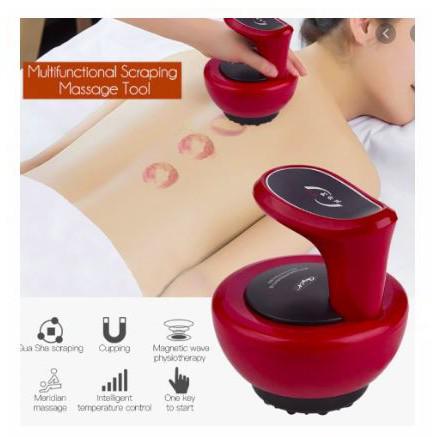 Multifunctional Scraping
Massage Tool
Gua Sha scraping
Cupping
Magnetic wave
physiotherapy
Meridian
massage
Intelligent
temperature control
One key
to start